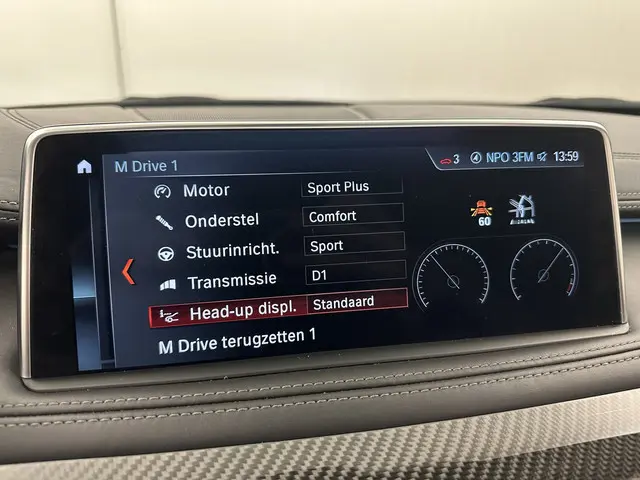 M Drive 1
3 NPO 3FM 13:59
Motor Sport Plus
Onderstel Comfort
Stuurinricht. Sport
Transmissie D1
Head-up displ. Standaard
M Drive terugzetten 1
60